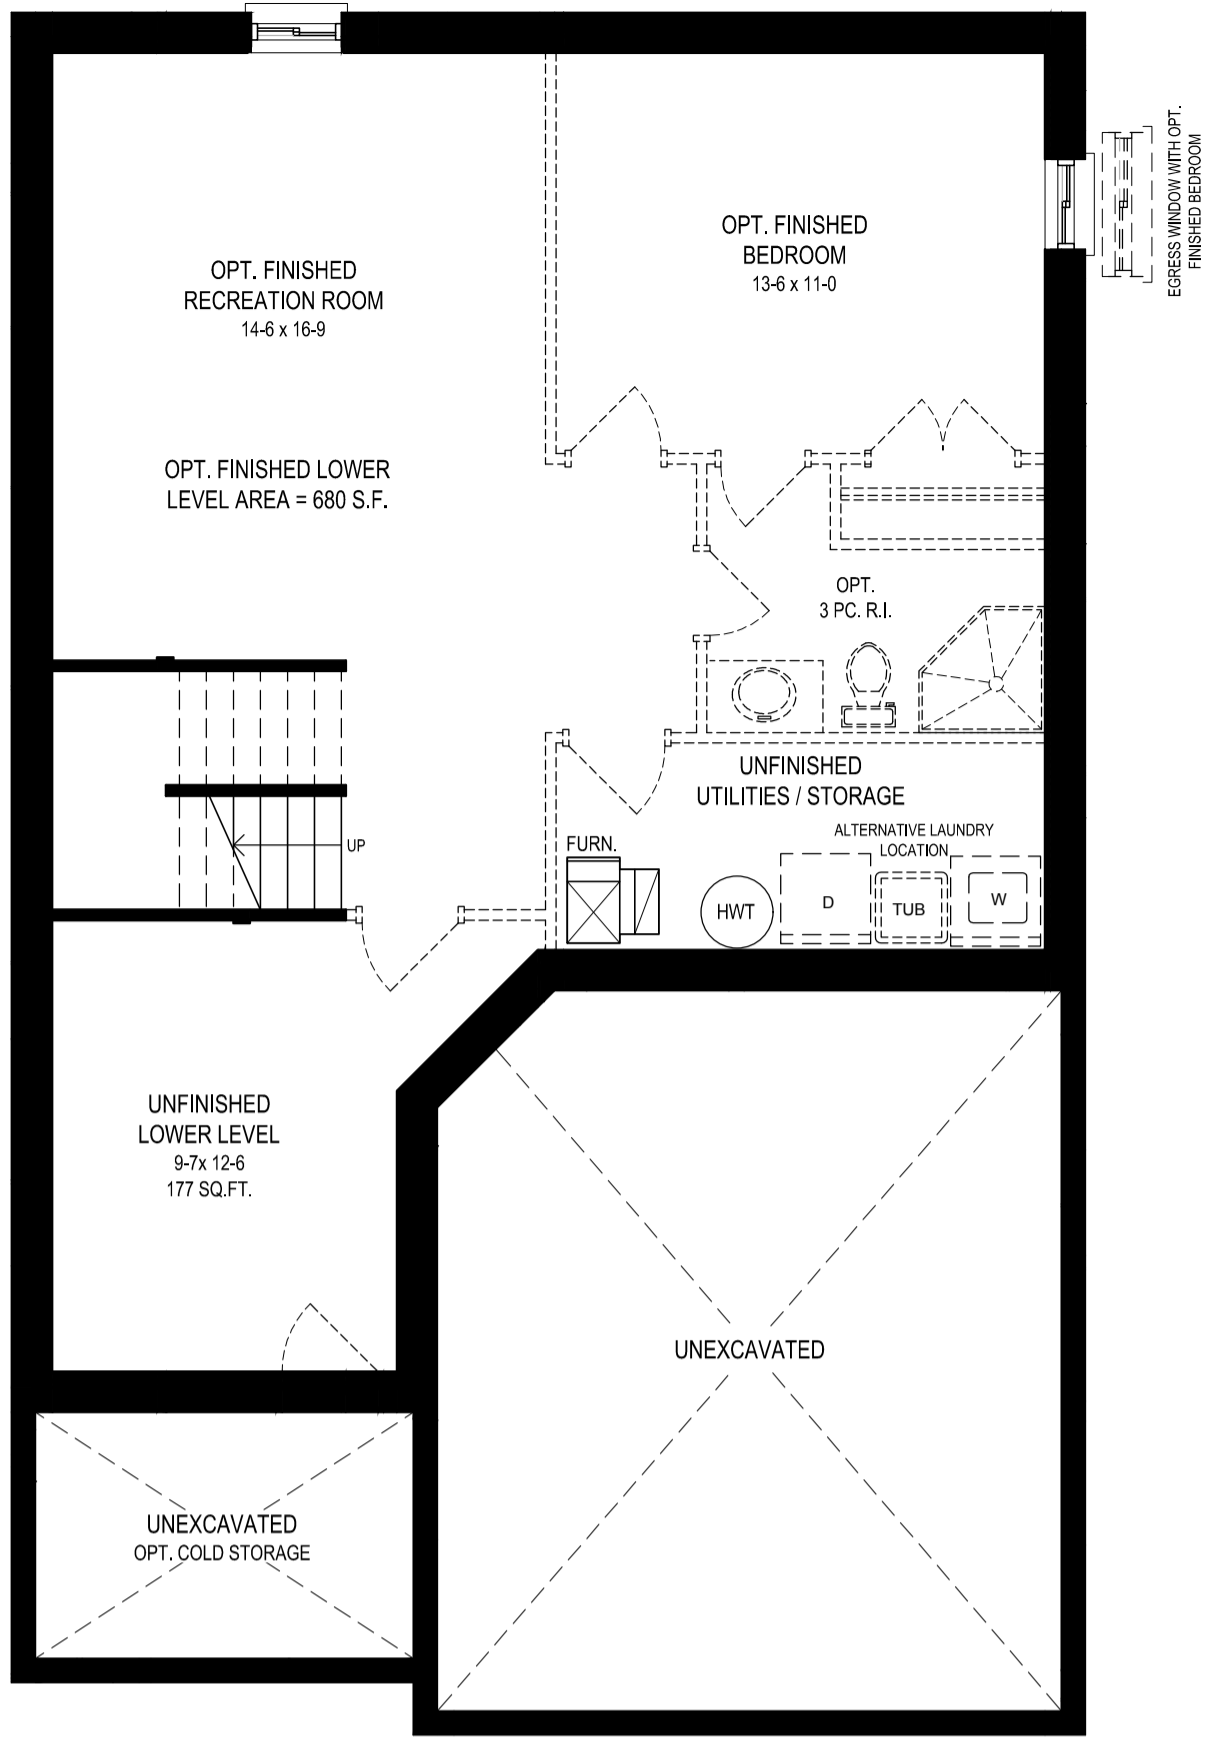 EGRESS WINDOW WITH OPT.
FINISHED BEDROOM
OPT. FINISHED
BEDROOM
13-6 x 11-0
OPT. FINISHED
RECREATION ROOM
14-6 x 16-9
OPT. FINISHED LOWER
LEVEL AREA = 680 S.F.
OPT.
3 PC. R.I.
UNFINISHED
UTILITIES / STORAGE
ALTERNATIVE LAUNDRY
LOCATION
UP
FURN.
HWT
D
TUB
W
UNFINISHED
LOWER LEVEL
9-7x 12-6
177 SQ.FT.
UNEXCAVATED
UNEXCAVATED
OPT. COLD STORAGE